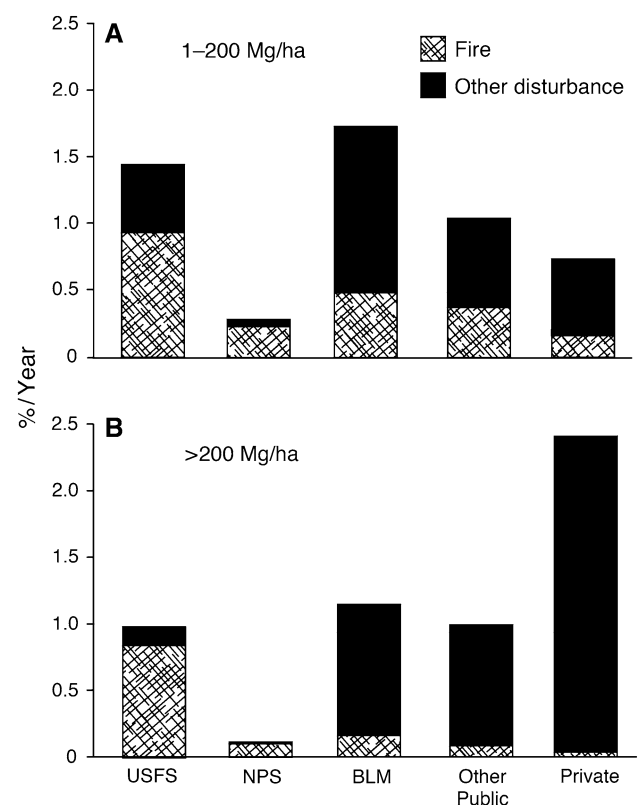 A
1–200 Mg/ha
Fire
Other disturbance
2.5
2.0
1.5
1.0
0.5
0
%/Year
B
>200 Mg/ha
2.5
2.0
1.5
1.0
0.5
0
USFS
NPS
BLM
Other
Public
Private